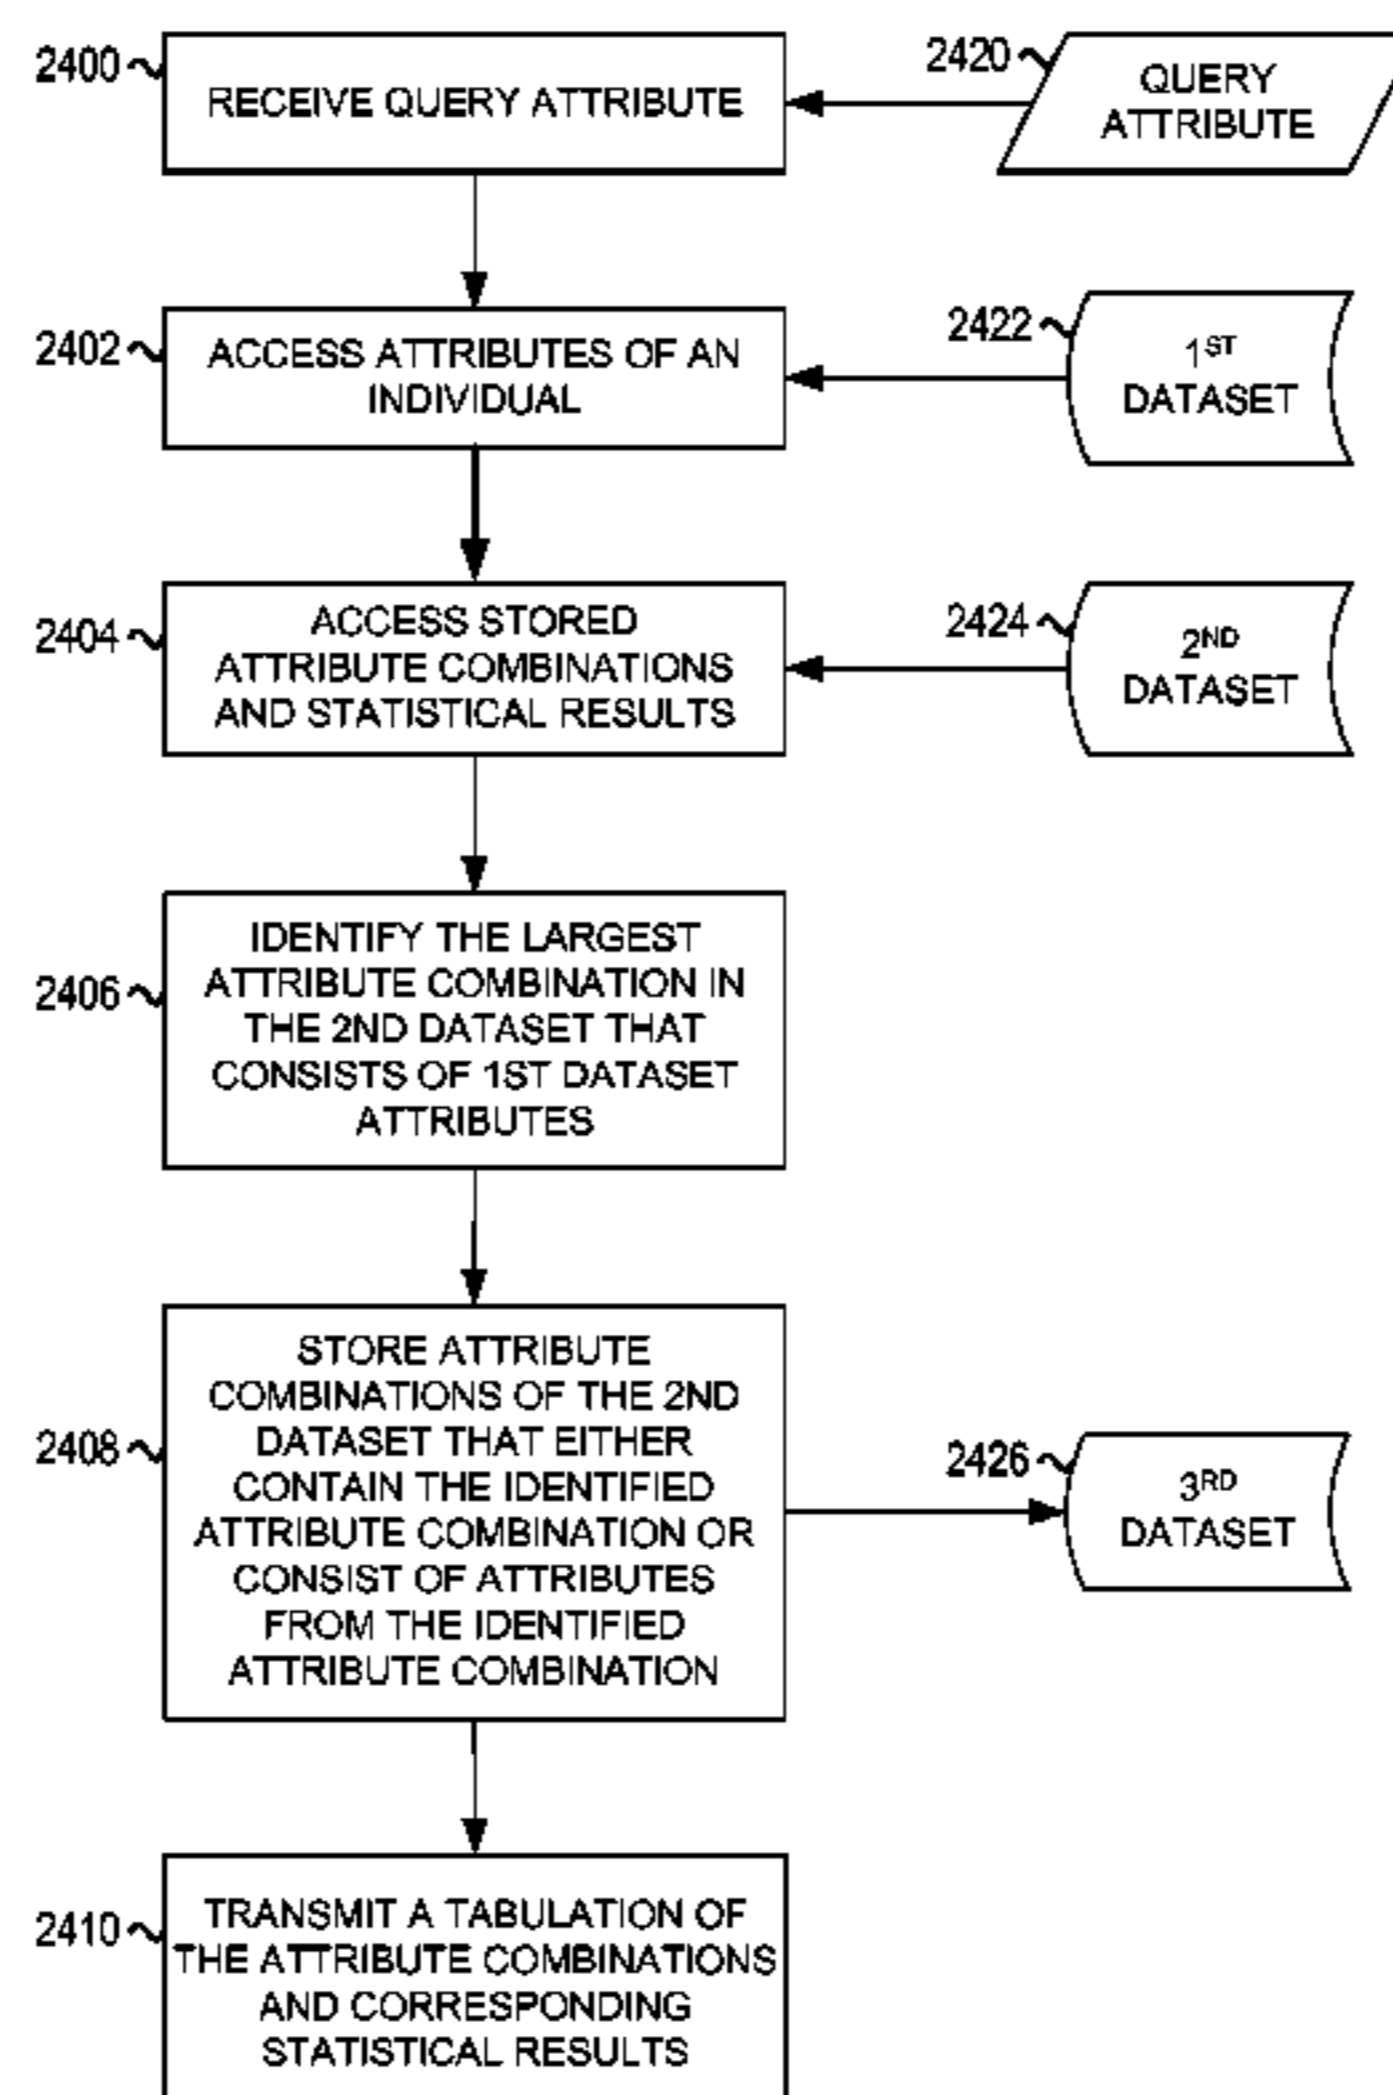 2400
RECEIVE QUERY ATTRIBUTE
2420
QUERY
ATTRIBUTE
2402
ACCESS ATTRIBUTES OF AN
INDIVIDUAL
2422
1ST
DATASET
2404
ACCESS STORED
ATTRIBUTE COMBINATIONS
AND STATISTICAL RESULTS
2424
2ND
DATASET
2406
IDENTIFY THE LARGEST
ATTRIBUTE COMBINATION IN
THE 2ND DATASET THAT
CONSISTS OF 1ST DATASET
ATTRIBUTES
2408
STORE ATTRIBUTE
COMBINATIONS OF THE 2ND
DATASET THAT EITHER
CONTAIN THE IDENTIFIED
ATTRIBUTE COMBINATION OR
CONSIST OF ATTRIBUTES
FROM THE IDENTIFIED
ATTRIBUTE COMBINATION
2426
3RD
DATASET
2410
TRANSMIT A TABULATION OF
THE ATTRIBUTE COMBINATIONS
AND CORRESPONDING
STATISTICAL RESULTS